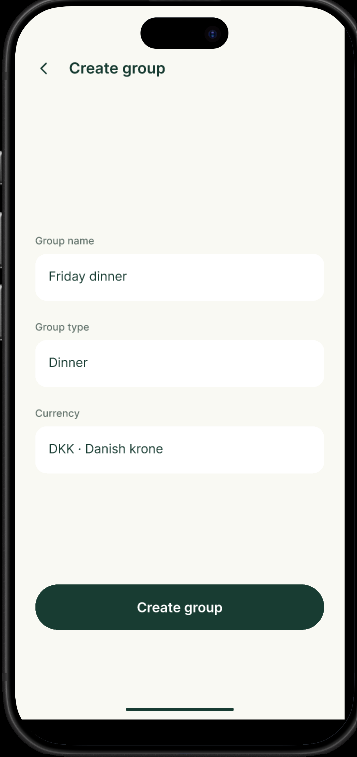 Create group
Group name
Friday dinner
Group type
Dinner
Currency
DKK · Danish krone
Create group